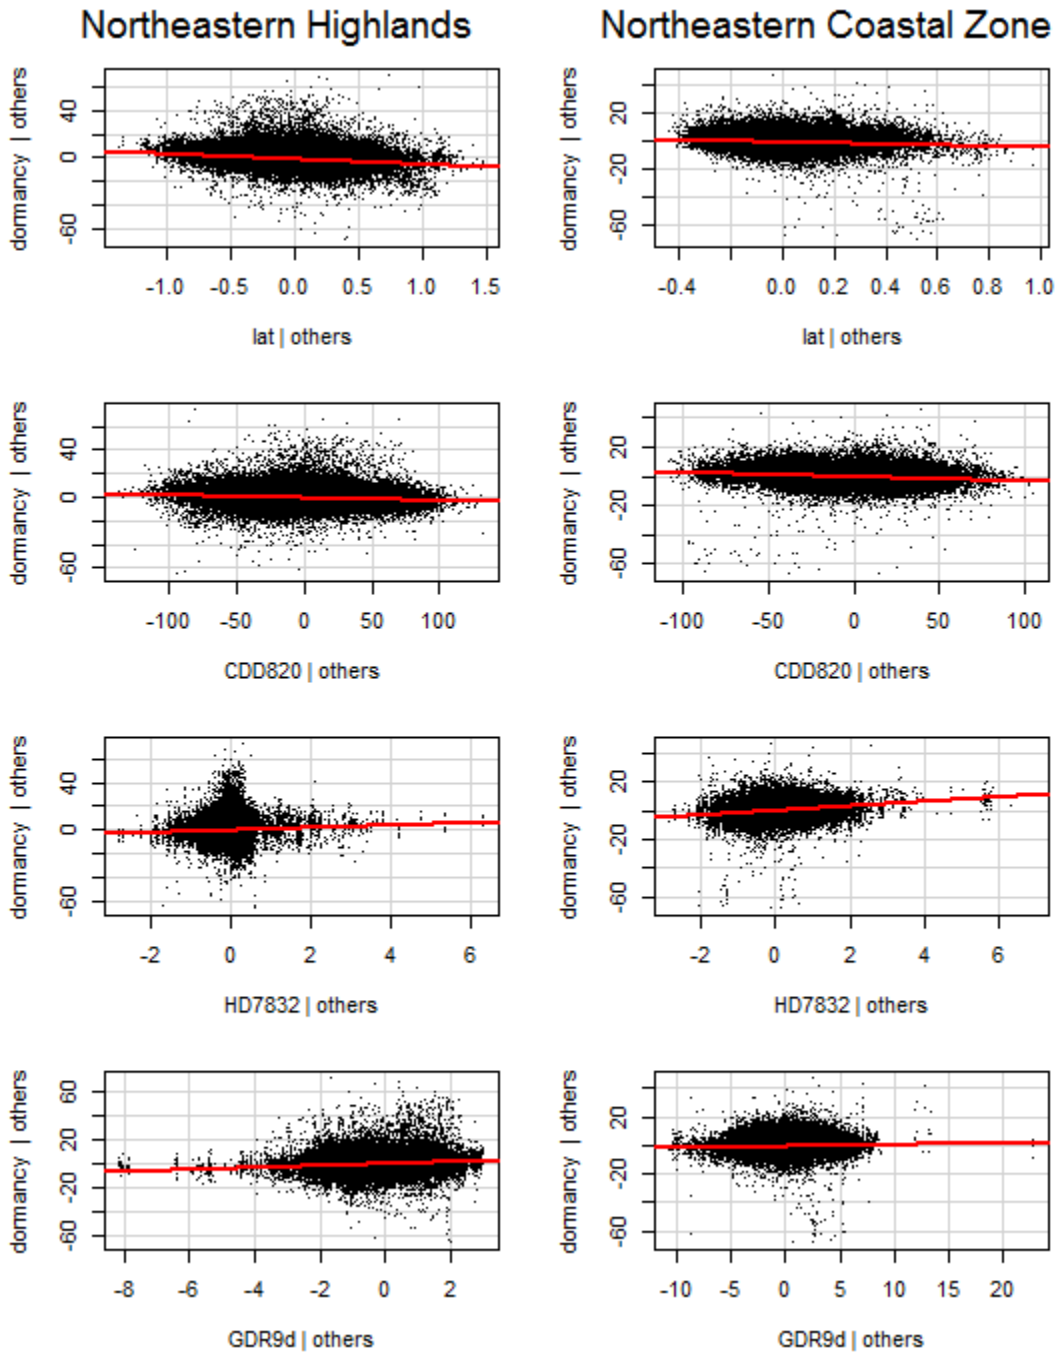 Northeastern Highlands Northeastern Coastal Zone
dormancy | others
-60 0 40
-1.0 -0.5 0.0 0.5 1.0 1.5
lat | others
dormancy | others
-60 -20 20
-0.4 0.0 0.2 0.4 0.6 0.8 1.0
lat | others
dormancy | others
-60 0 40
-100 -50 0 50 100
CDD820 | others
dormancy | others
-60 -20 20
-100 -50 0 50 100
CDD820 | others
dormancy | others
-60 0 40
-2 0 2 4 6
HD7832 | others
dormancy | others
-60 -20 20
-2 0 2 4 6
HD7832 | others
dormancy | others
-60 -20 20 60
-8 -6 -4 -2 0 2
GDR9d | others
dormancy | others
-60 -20 20
-10 -5 0 5 10 15 20
GDR9d | others